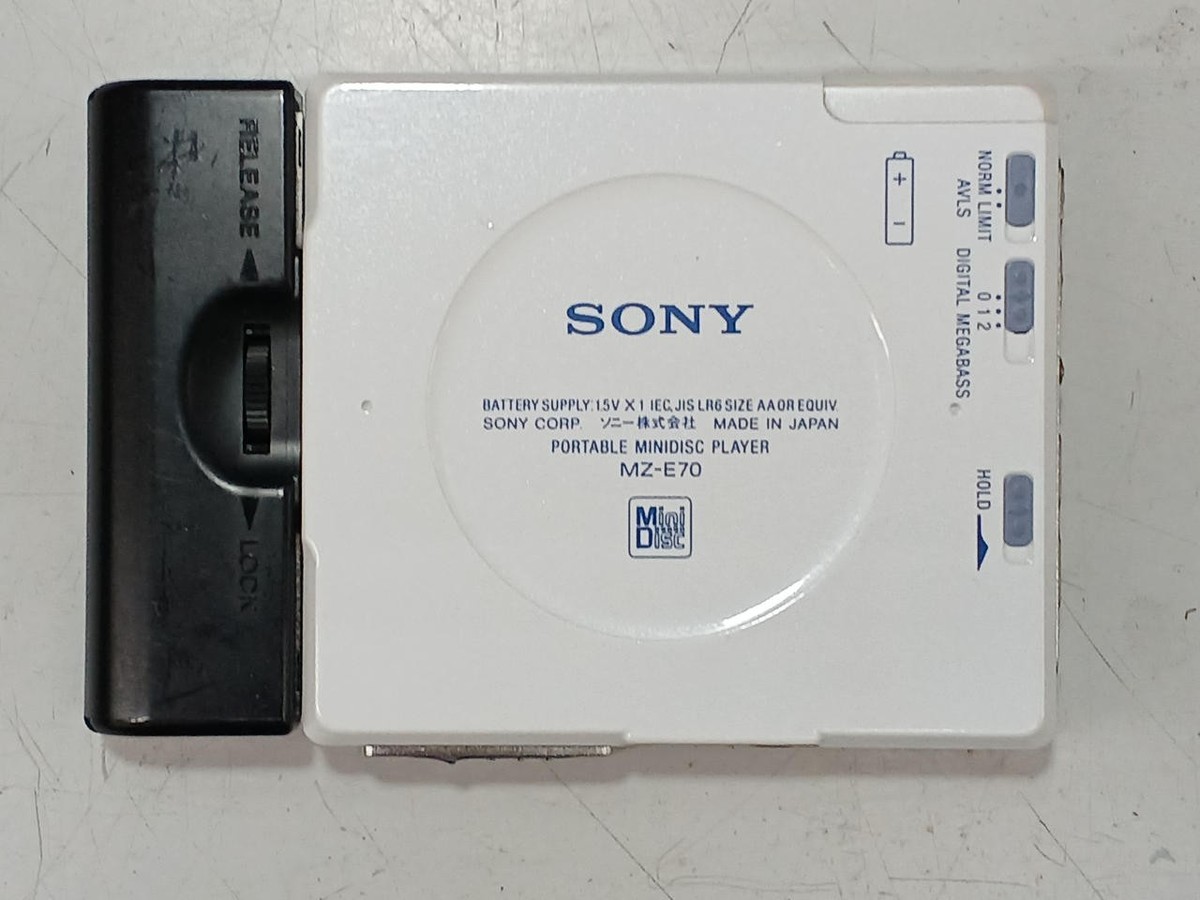 RELEASE
LOCK
SONY
BATTERY SUPPLY: 1.5V X 1 IEC, JIS LR6 SIZE AA OR EQUIV.
SONY CORP. ソニー株式会社 MADE IN JAPAN
PORTABLE MINIDISC PLAYER
MZ-E70
Mini
Disc
+ −
NORM LIMIT
AVLS
0 1 2
DIGITAL MEGABASS
HOLD